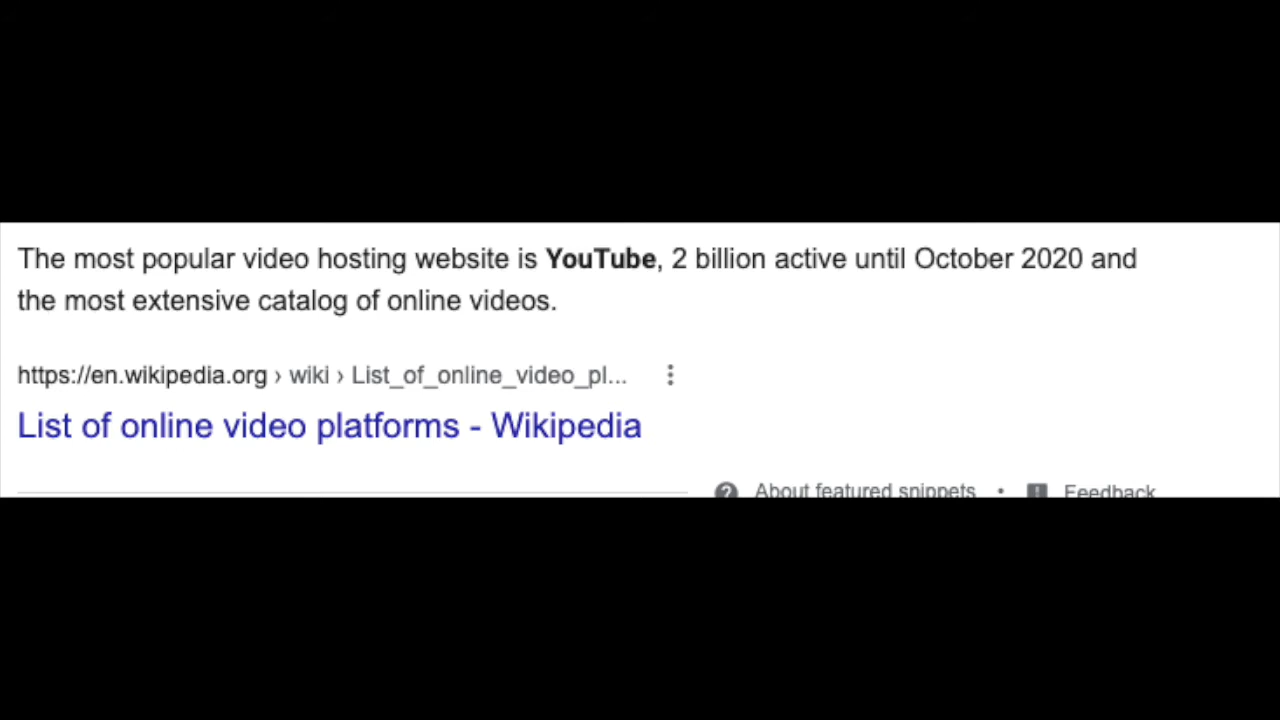 The most popular video hosting website is YouTube, 2 billion active until October 2020 and
the most extensive catalog of online videos.
https://en.wikipedia.org › wiki › List_of_online_video_pl...
List of online video platforms - Wikipedia
About featured snippets • Feedback